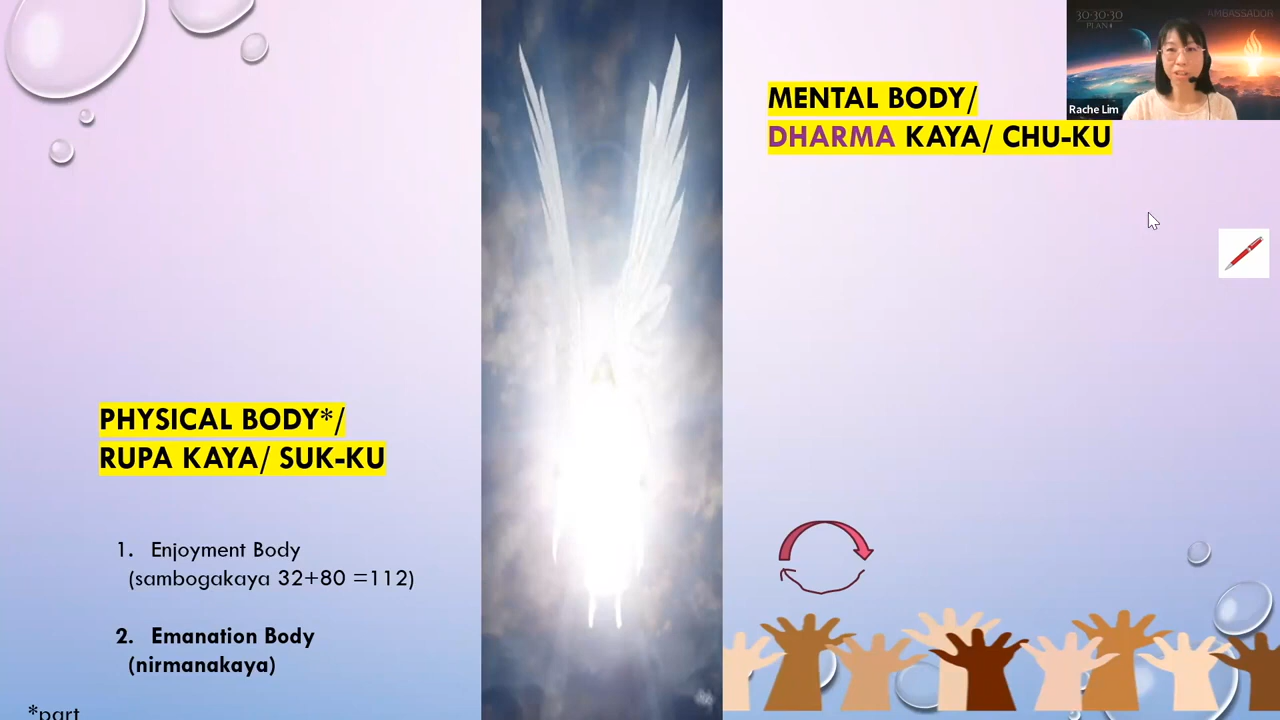 PHYSICAL BODY*/
RUPA KAYA/ SUK-KU
1. Enjoyment Body
(sambogakaya 32+80 =112)
2. Emanation Body
(nirmanakaya)
*part
MENTAL BODY/
DHARMA KAYA/ CHU-KU
30·30·30
PLAN
AMBASSADOR
Rache Lim